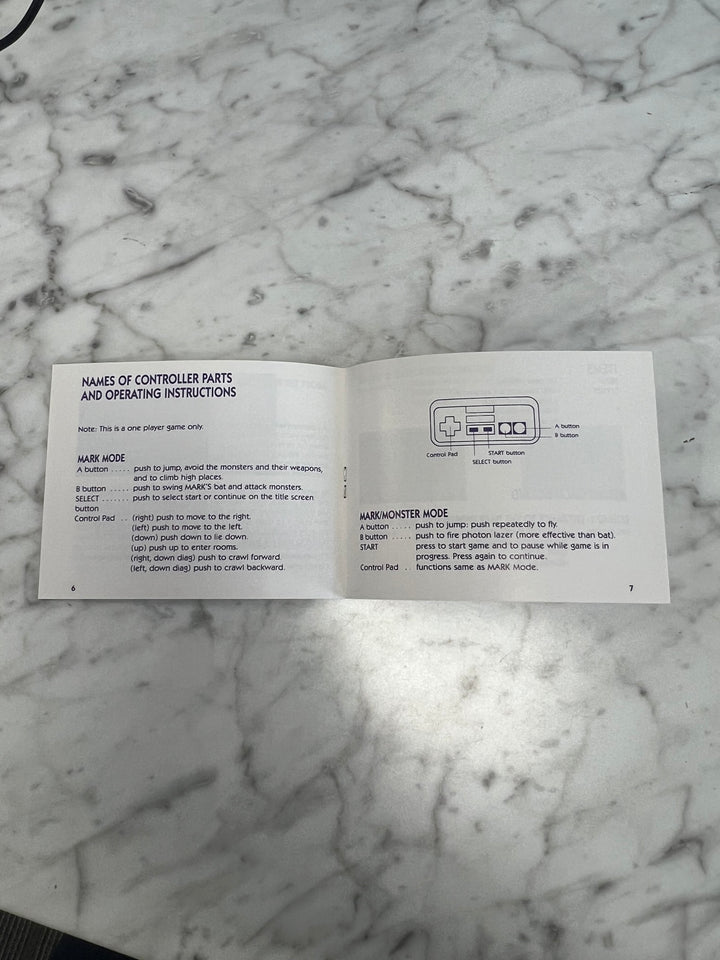 NAMES OF CONTROLLER PARTS
AND OPERATING INSTRUCTIONS
Note: This is a one player game only.
MARK MODE
A button ..... push to jump, avoid the monsters and their weapons,
and to climb high places.
B button ..... push to swing MARK'S bat and attack monsters.
SELECT ....... push to select start or continue on the title screen
button
Control Pad .. (right) push to move to the right.
(left) push to move to the left.
(down) push down to lie down.
(up) push up to enter rooms.
(right, down diag) push to crawl forward.
(left, down diag) push to crawl backward.
6
A button
B button
Control Pad
START button
SELECT button
MARK/MONSTER MODE
A button ..... push to jump: push repeatedly to fly.
B button ..... push to fire photon lazer (more effective than bat).
START press to start game and to pause while game is in
progress. Press again to continue.
Control Pad .. functions same as MARK Mode.
7